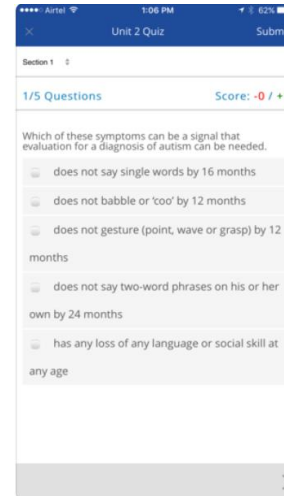 Airtel 1:06 PM 62%
× Unit 2 Quiz Subm
Section 1
1/5 Questions Score: -0 / +
Which of these symptoms can be a signal that
evaluation for a diagnosis of autism can be needed.
does not say single words by 16 months
does not babble or ‘coo’ by 12 months
does not gesture (point, wave or grasp) by 12
months
does not say two-word phrases on his or her
own by 24 months
has any loss of any language or social skill at
any age